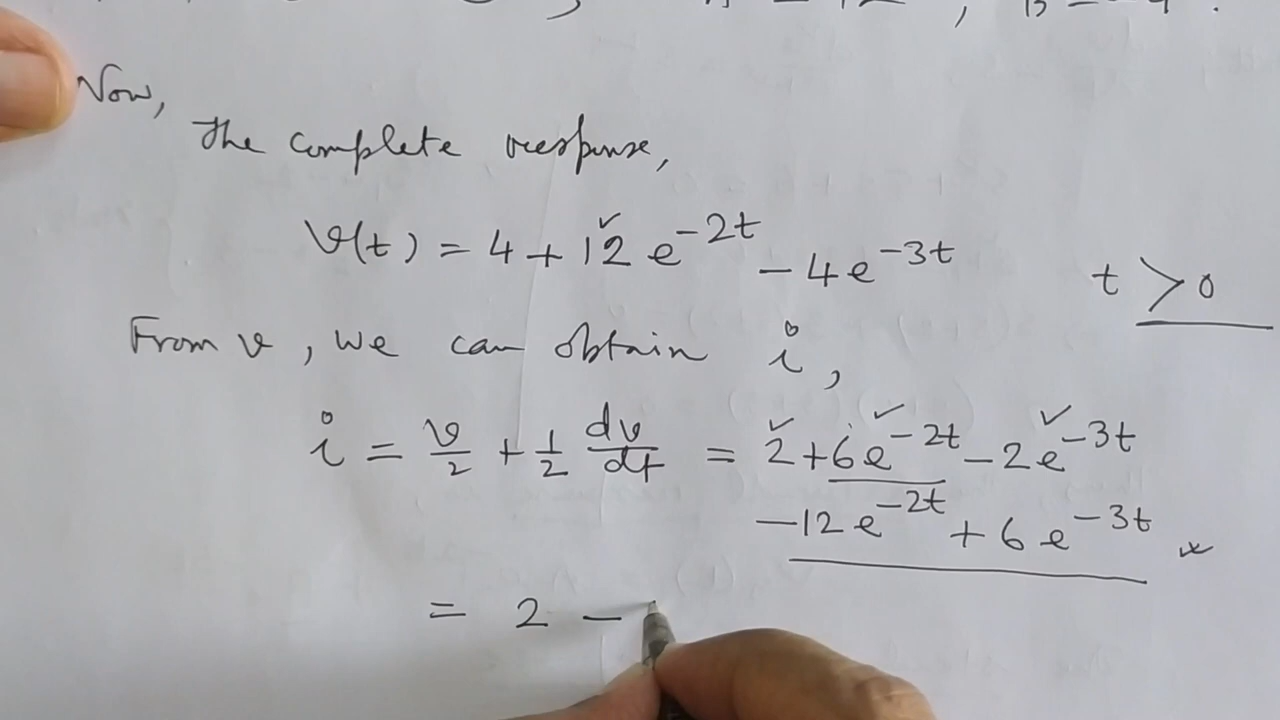 Now,
the complete response,
v(t) = 4 + 12e^{-2t} - 4e^{-3t} t > 0
From v, we can obtain i,
i = v/2 + 1/2 dv/dt = 2 + 6e^{-2t} - 2e^{-3t}
-12e^{-2t} + 6e^{-3t}
= 2 -